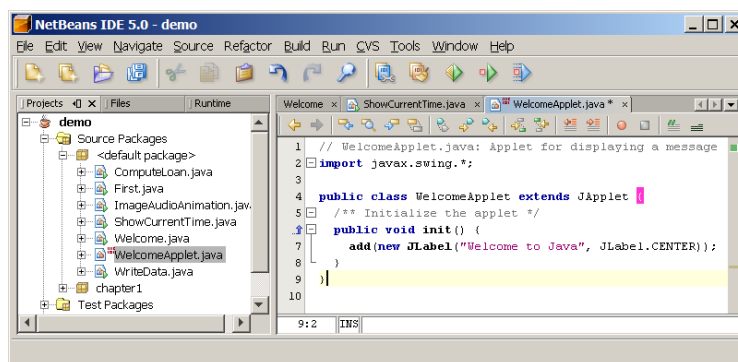 NetBeans IDE 5.0 - demo
File Edit View Navigate Source Refactor Build Run CVS Tools Window Help
Projects Files Runtime
demo
Source Packages
<default package>
ComputeLoan.java
First.java
ImageAudioAnimation.jav
ShowCurrentTime.java
Welcome.java
WelcomeApplet.java
WriteData.java
chapter1
Test Packages
Welcome x ShowCurrentTime.java x WelcomeApplet.java * x
1 // WelcomeApplet.java: Applet for displaying a message
2 import javax.swing.*;
3
4 public class WelcomeApplet extends JApplet {
5 /** Initialize the applet */
public void init() {
7 add(new JLabel("Welcome to Java", JLabel.CENTER));
8 }
9 }
10
9:2 INS